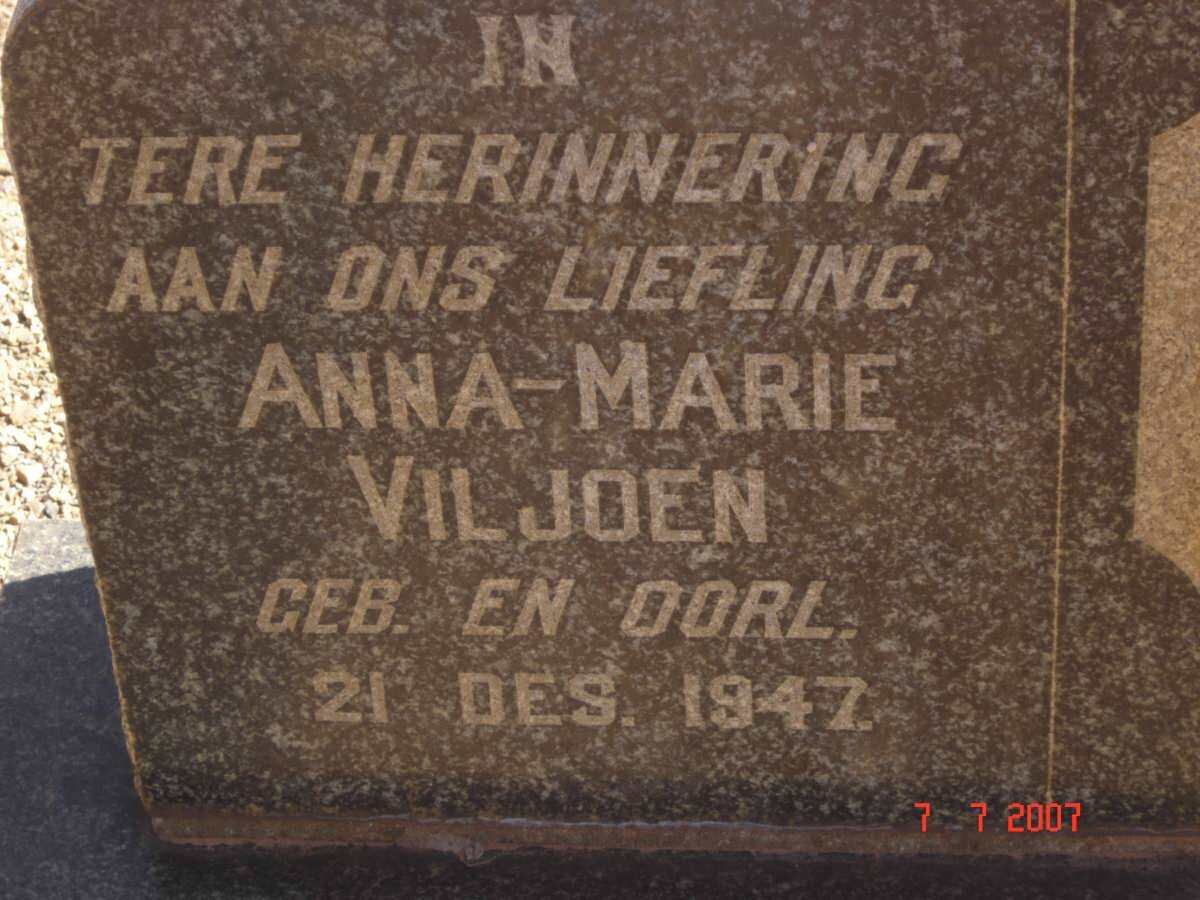 IN
TERE HERINNERING
AAN ONS LIEFLING
ANNA-MARIE
VILJOEN
GEB. EN OORL.
21 DES. 1947.
7 7 2007